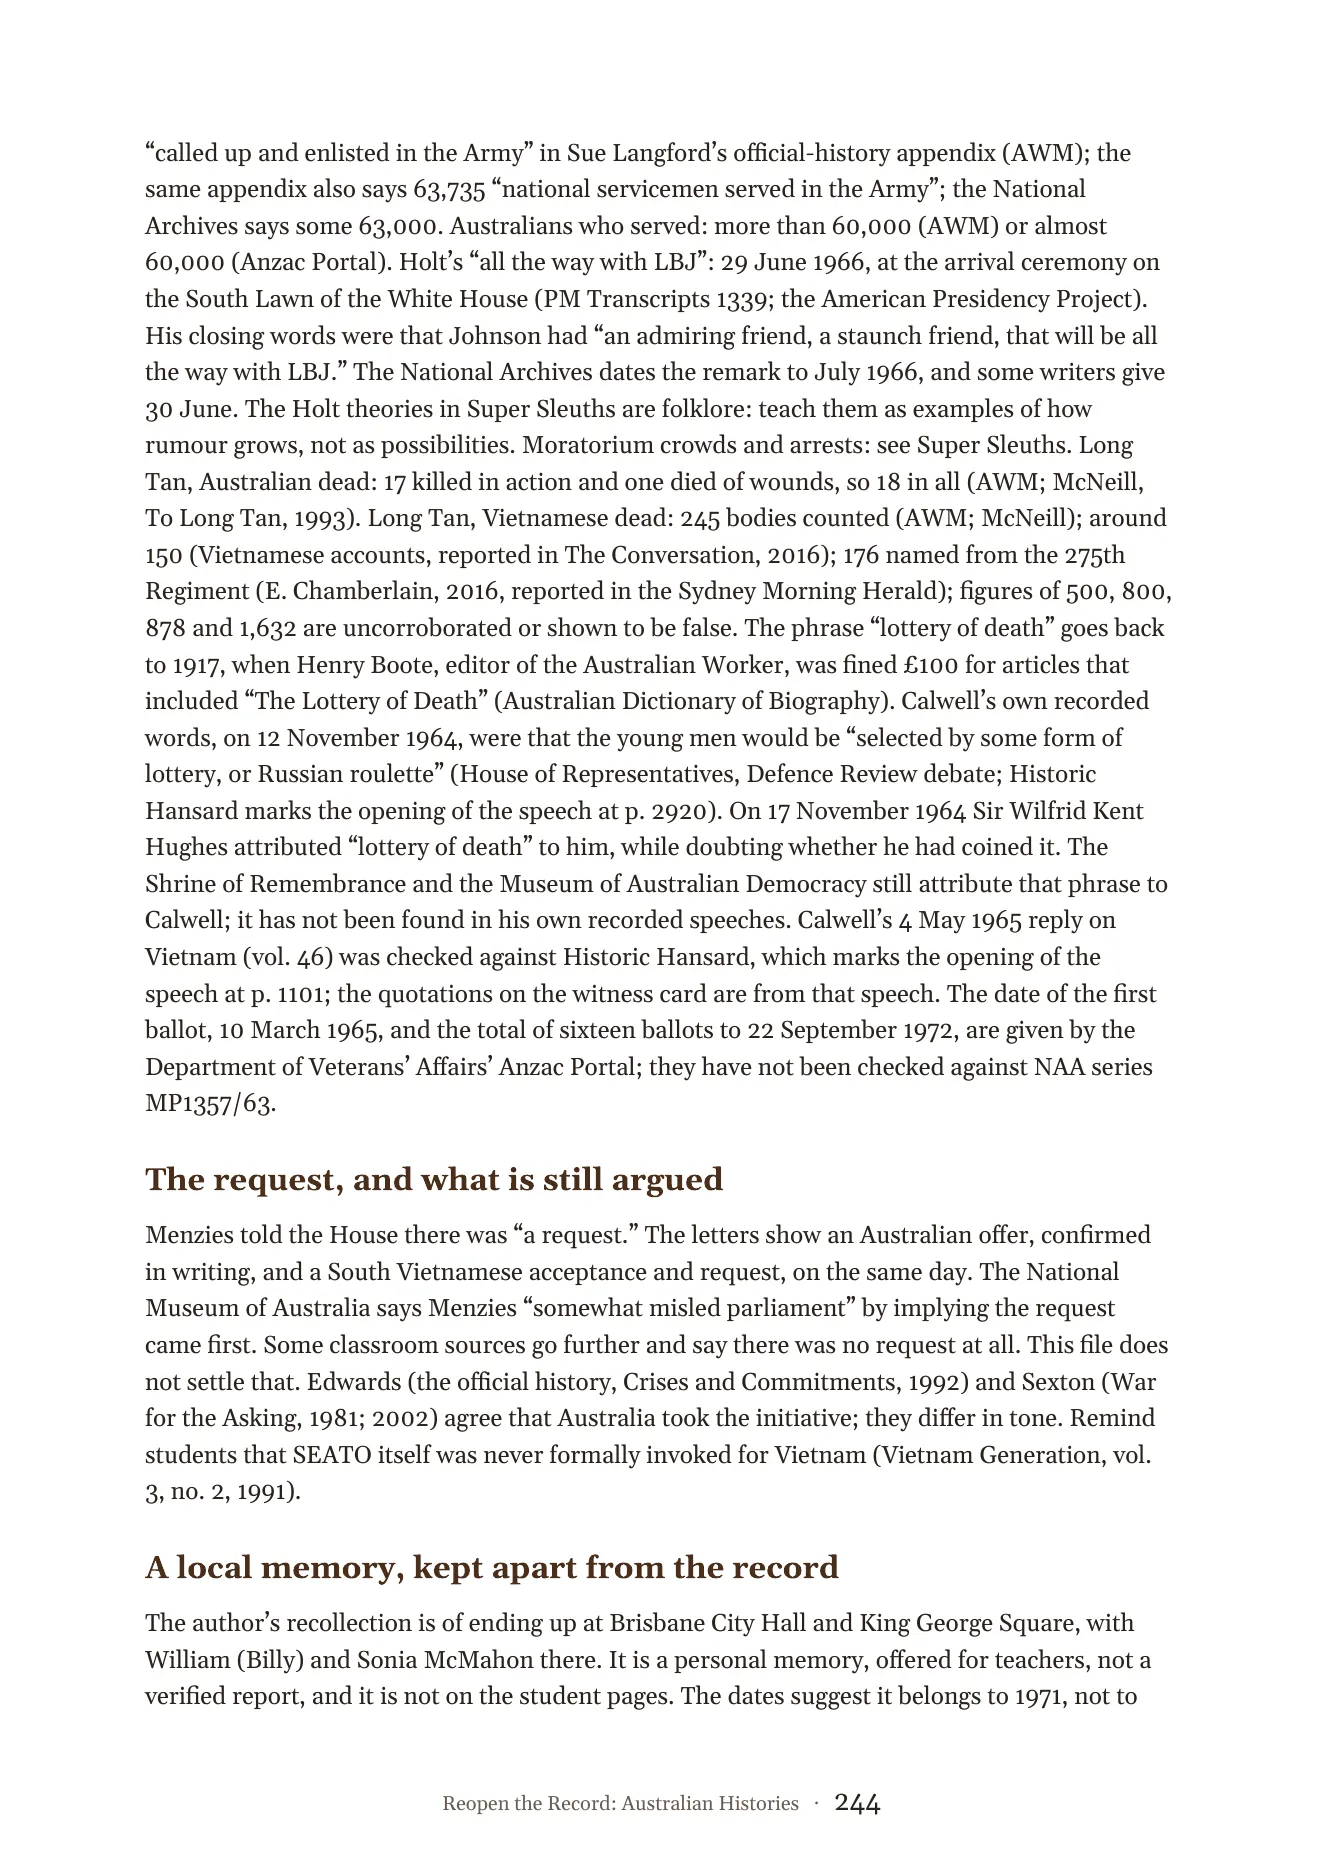 “called up and enlisted in the Army” in Sue Langford’s official-history appendix (AWM); the
same appendix also says 63,735 “national servicemen served in the Army”; the National
Archives says some 63,000. Australians who served: more than 60,000 (AWM) or almost
60,000 (Anzac Portal). Holt’s “all the way with LBJ”: 29 June 1966, at the arrival ceremony on
the South Lawn of the White House (PM Transcripts 1339; the American Presidency Project).
His closing words were that Johnson had “an admiring friend, a staunch friend, that will be all
the way with LBJ.” The National Archives dates the remark to July 1966, and some writers give
30 June. The Holt theories in Super Sleuths are folklore: teach them as examples of how
rumour grows, not as possibilities. Moratorium crowds and arrests: see Super Sleuths. Long
Tan, Australian dead: 17 killed in action and one died of wounds, so 18 in all (AWM; McNeill,
To Long Tan, 1993). Long Tan, Vietnamese dead: 245 bodies counted (AWM; McNeill); around
150 (Vietnamese accounts, reported in The Conversation, 2016); 176 named from the 275th
Regiment (E. Chamberlain, 2016, reported in the Sydney Morning Herald); figures of 500, 800,
878 and 1,632 are uncorroborated or shown to be false. The phrase “lottery of death” goes back
to 1917, when Henry Boote, editor of the Australian Worker, was fined £100 for articles that
included “The Lottery of Death” (Australian Dictionary of Biography). Calwell’s own recorded
words, on 12 November 1964, were that the young men would be “selected by some form of
lottery, or Russian roulette” (House of Representatives, Defence Review debate; Historic
Hansard marks the opening of the speech at p. 2920). On 17 November 1964 Sir Wilfrid Kent
Hughes attributed “lottery of death” to him, while doubting whether he had coined it. The
Shrine of Remembrance and the Museum of Australian Democracy still attribute that phrase to
Calwell; it has not been found in his own recorded speeches. Calwell’s 4 May 1965 reply on
Vietnam (vol. 46) was checked against Historic Hansard, which marks the opening of the
speech at p. 1101; the quotations on the witness card are from that speech. The date of the first
ballot, 10 March 1965, and the total of sixteen ballots to 22 September 1972, are given by the
Department of Veterans’ Affairs’ Anzac Portal; they have not been checked against NAA series
MP1357/63.
The request, and what is still argued
Menzies told the House there was “a request.” The letters show an Australian offer, confirmed
in writing, and a South Vietnamese acceptance and request, on the same day. The National
Museum of Australia says Menzies “somewhat misled parliament” by implying the request
came first. Some classroom sources go further and say there was no request at all. This file does
not settle that. Edwards (the official history, Crises and Commitments, 1992) and Sexton (War
for the Asking, 1981; 2002) agree that Australia took the initiative; they differ in tone. Remind
students that SEATO itself was never formally invoked for Vietnam (Vietnam Generation, vol.
3, no. 2, 1991).
A local memory, kept apart from the record
The author’s recollection is of ending up at Brisbane City Hall and King George Square, with
William (Billy) and Sonia McMahon there. It is a personal memory, offered for teachers, not a
verified report, and it is not on the student pages. The dates suggest it belongs to 1971, not to
Reopen the Record: Australian Histories · 244